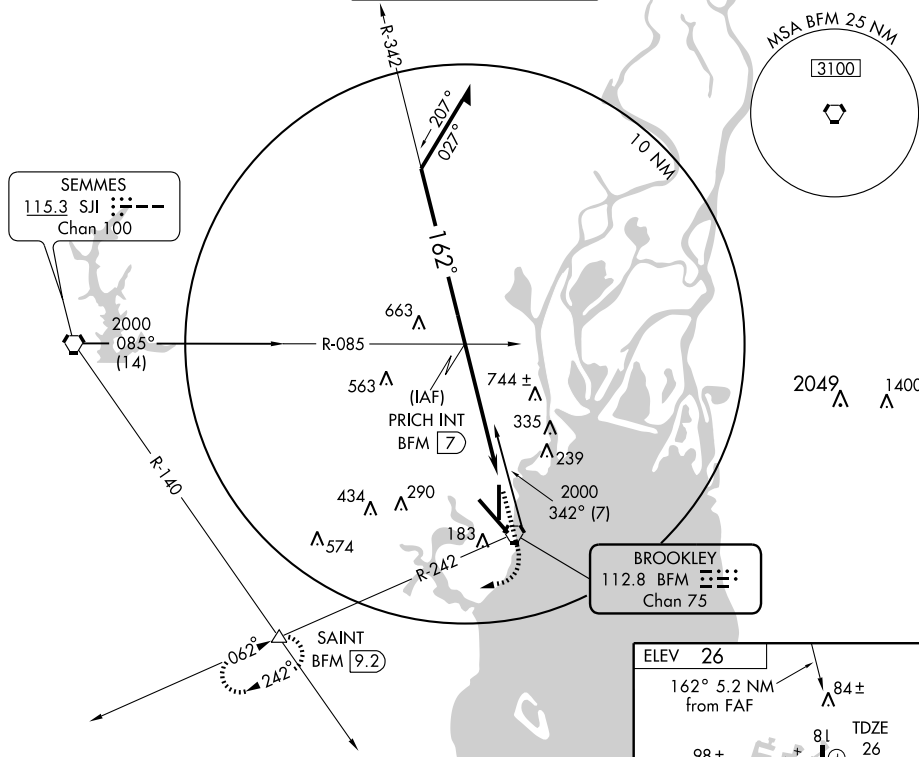 R-342
MSA BFM 25 NM
3100
207°
027°
10 NM
SEMMES
115.3 SJI
Chan 100
162°
2000
085°
(14)
R-085
663
563
(IAF)
PRICH INT
BFM 7
744 ±
335
239
2049
1400
R-140
434
290
574
183
2000
342° (7)
R-242
BROOKLEY
112.8 BFM
Chan 75
SAINT
BFM 9.2
062°
242°
ELEV 26
162° 5.2 NM
from FAF
84 ±
18
TDZE
26
98 ±